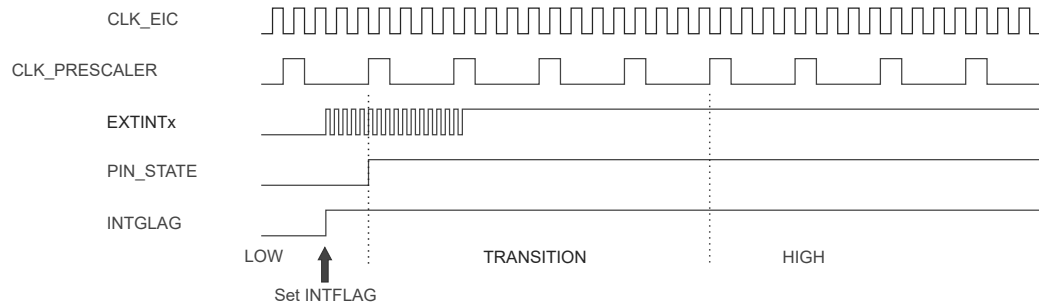 CLK_EIC
CLK_PRESCALER
EXTINTx
PIN_STATE
INTGLAG
LOW TRANSITION HIGH
Set INTFLAG